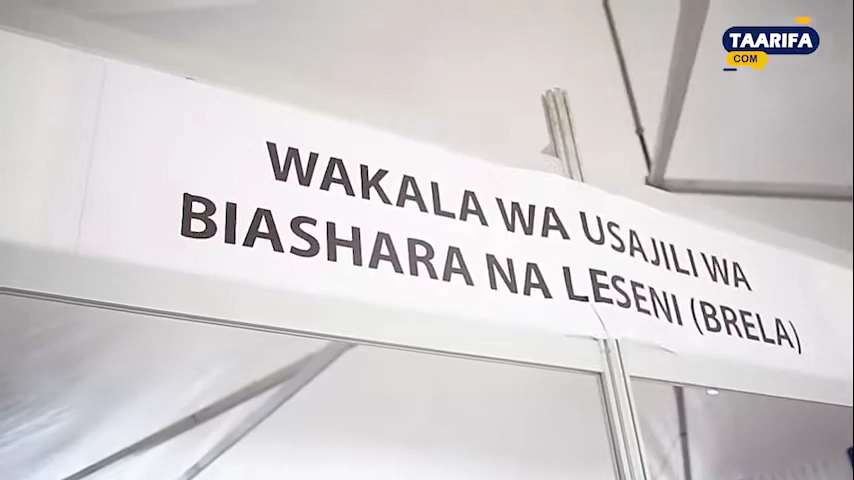 TAARIFA
COM
WAKALA WA USAJILI WA
BIASHARA NA LESENI (BRELA)